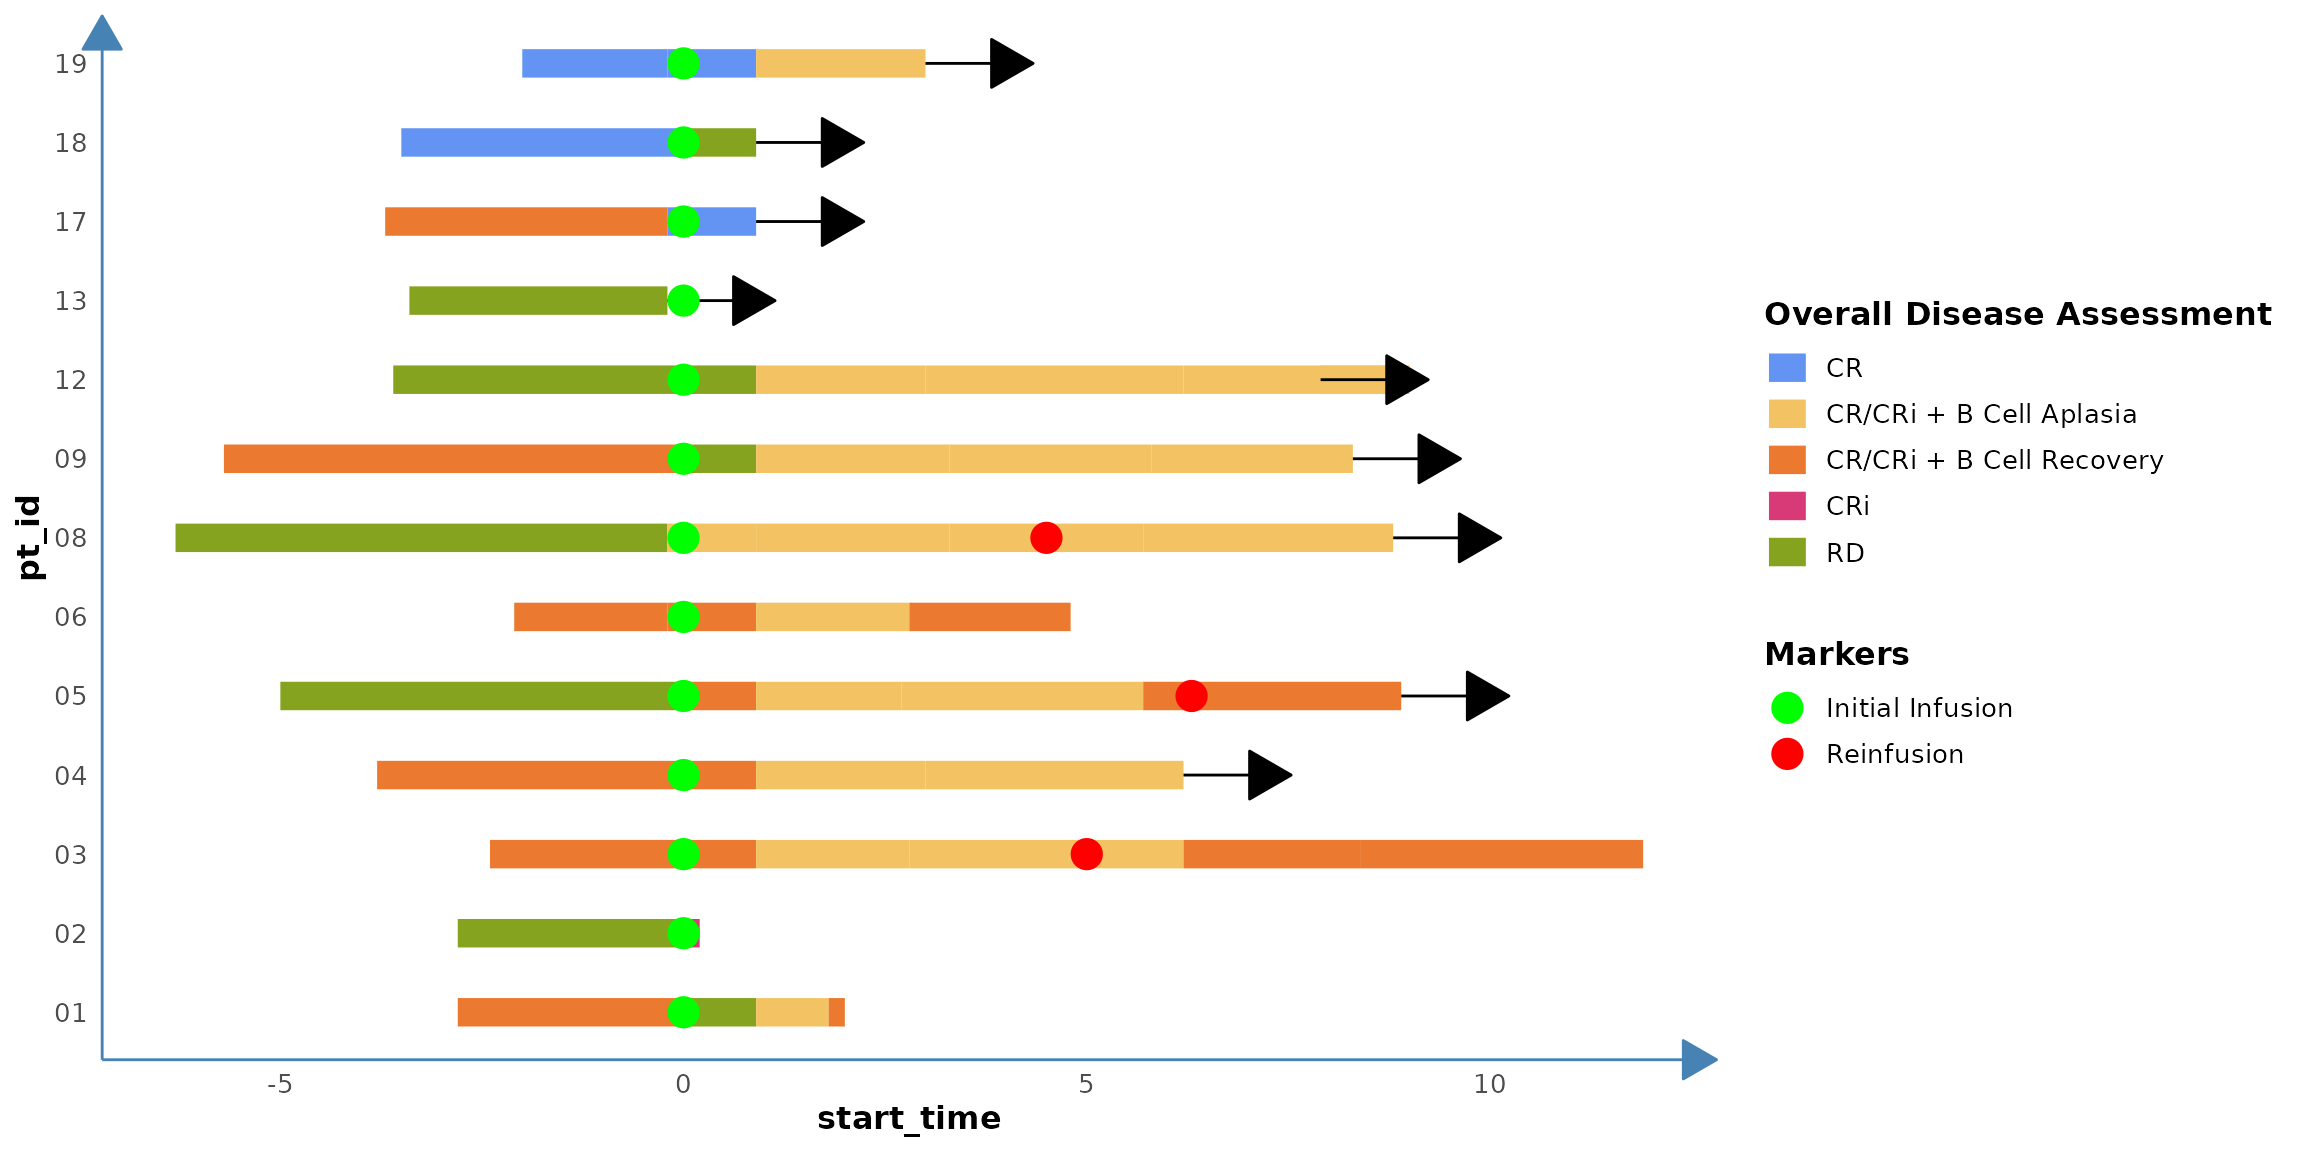 19
18
17
13
12
09
08
06
05
04
03
02
01
pt_id
-5
0
5
10
start_time
Overall Disease Assessment
CR
CR/CRi + B Cell Aplasia
CR/CRi + B Cell Recovery
CRi
RD
Markers
Initial Infusion
Reinfusion